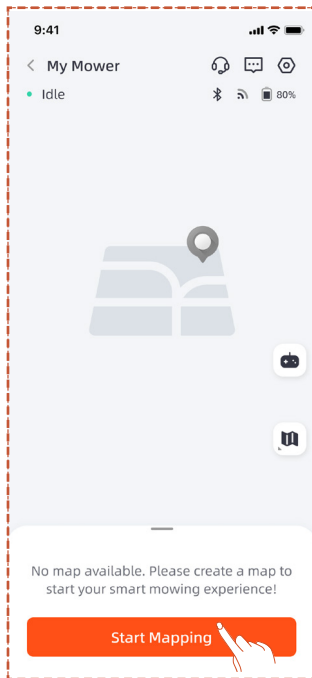 9:41
My Mower
Idle
80%
No map available. Please create a map to
start your smart mowing experience!
Start Mapping